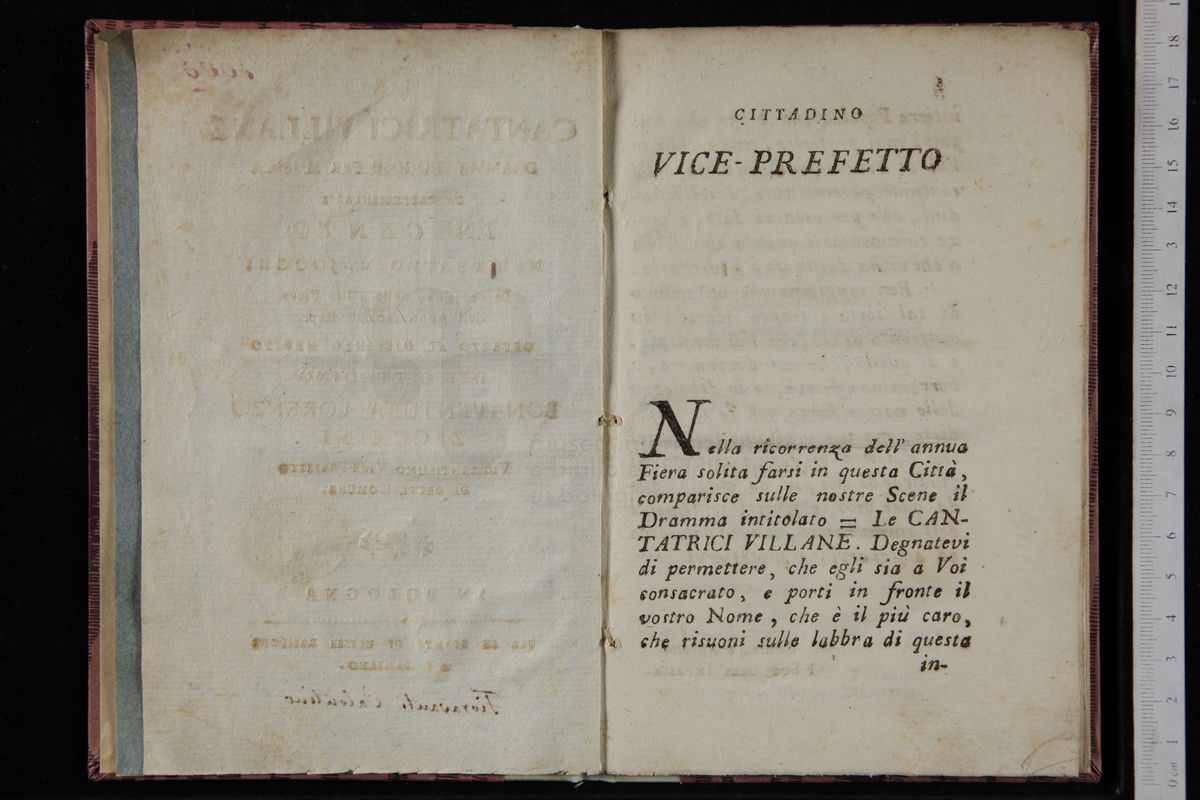 3
CITTADINO
VICE-PREFETTO
Nella ricorrenza dell' annua
Fiera solita farsi in questa Città,
comparisce sulle nostre Scene il
Dramma intitolato = Le CAN-
TATRICI VILLANE. Degnatevi
di permettere, che egli sia a Voi
consacrato, e porti in fronte il
vostro Nome, che è il più caro,
che risuoni sulle labbra di questa
in-